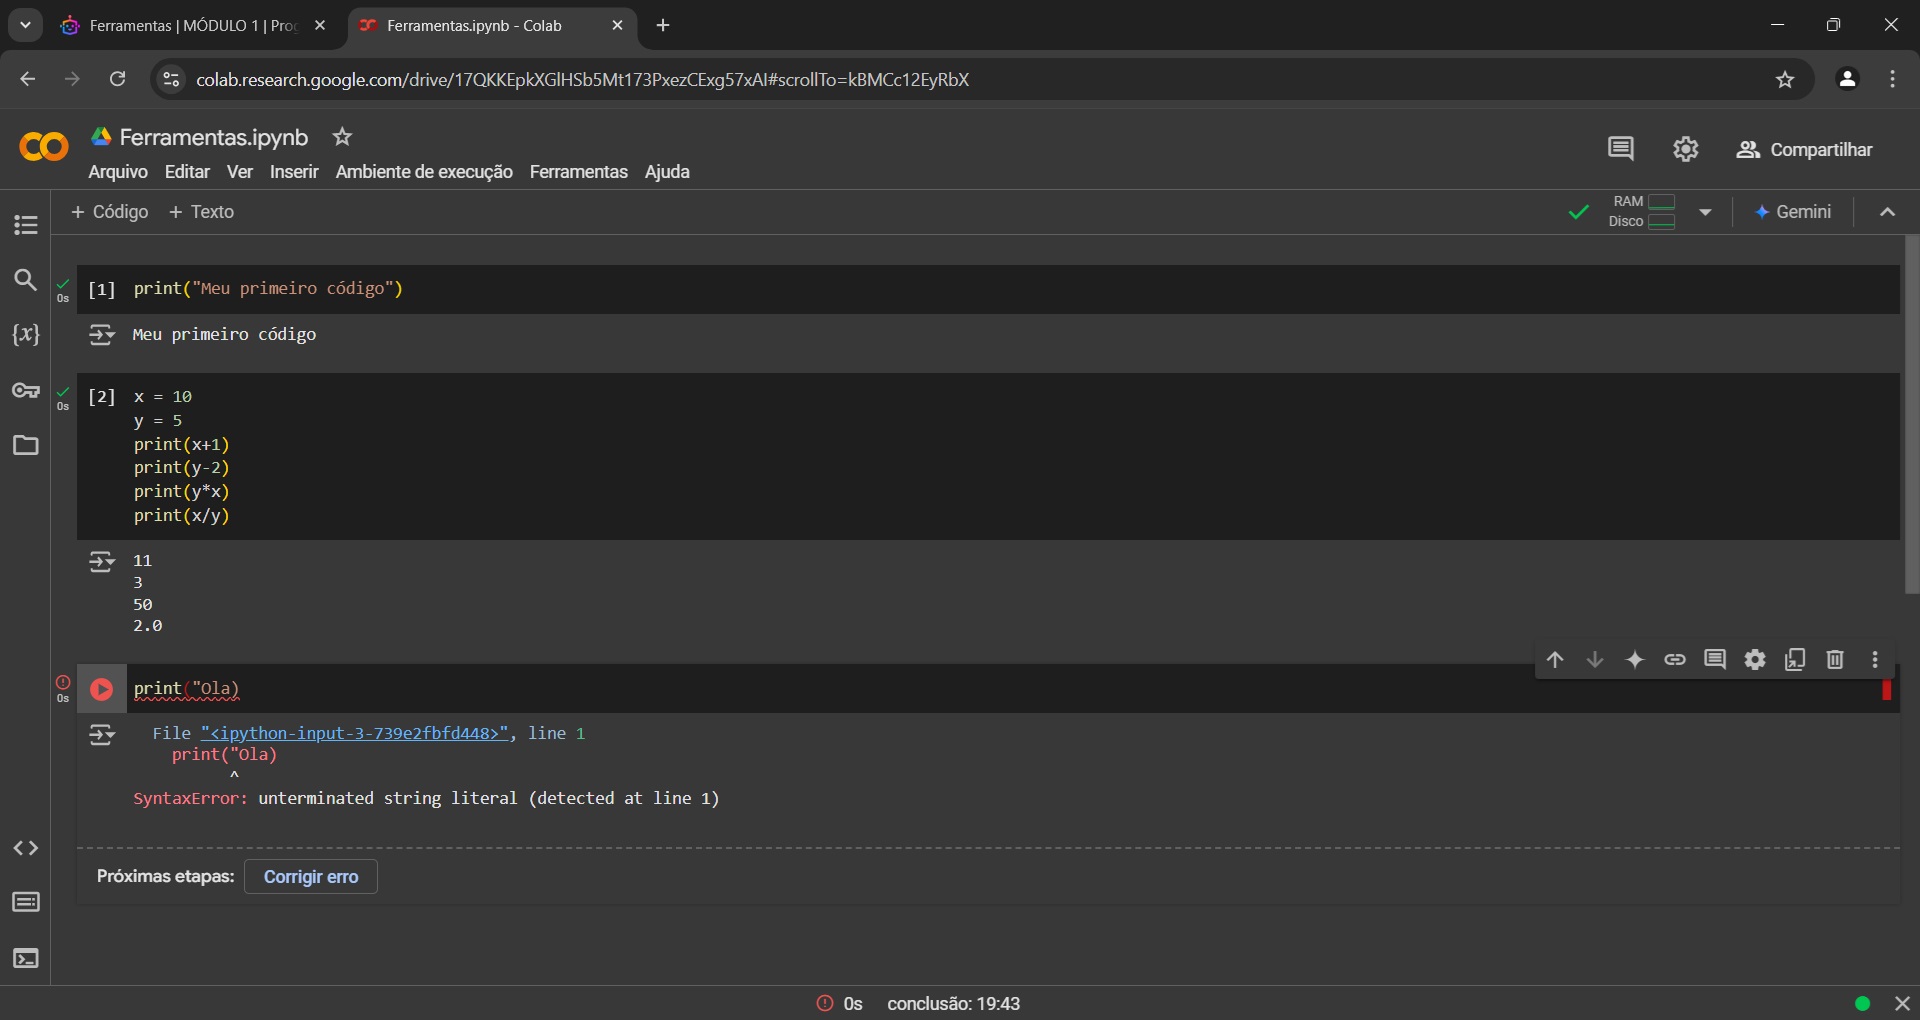 Ferramentas | MÓDULO 1 | Prog
Ferramentas.ipynb - Colab
colab.research.google.com/drive/17QKKEpkXGlHSb5Mt173PxezCExg57xAI#scrollTo=kBMCc12EyRbX
CO
Ferramentas.ipynb
Compartilhar
Arquivo Editar Ver Inserir Ambiente de execução Ferramentas Ajuda
+ Código + Texto
RAM
Disco
Gemini
0s
[1] print("Meu primeiro código")
Meu primeiro código
0s
[2] x = 10
y = 5
print(x+1)
print(y-2)
print(y*x)
print(x/y)
11
3
50
2.0
0s
print("Ola)
File "<ipython-input-3-739e2fbfd448>", line 1
print("Ola)
^
SyntaxError: unterminated string literal (detected at line 1)
Próximas etapas: Corrigir erro
0s conclusão: 19:43